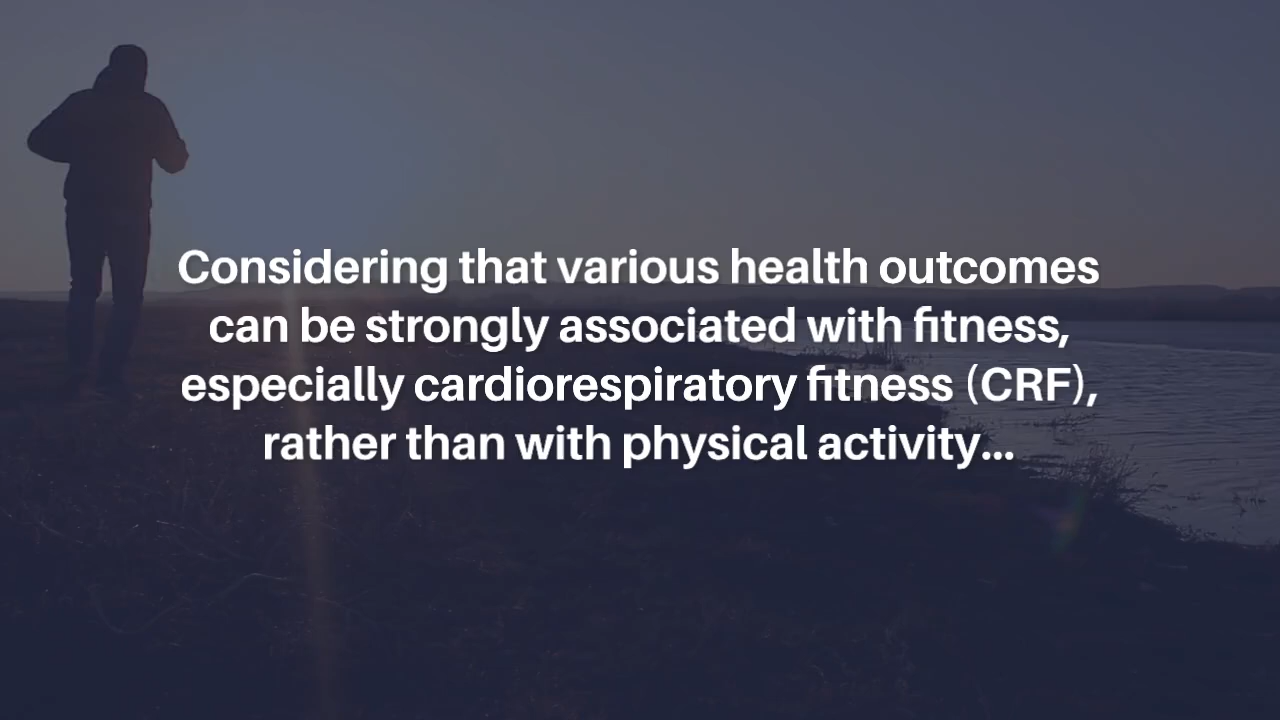 Considering that various health outcomes
can be strongly associated with fitness,
especially cardiorespiratory fitness (CRF),
rather than with physical activity...